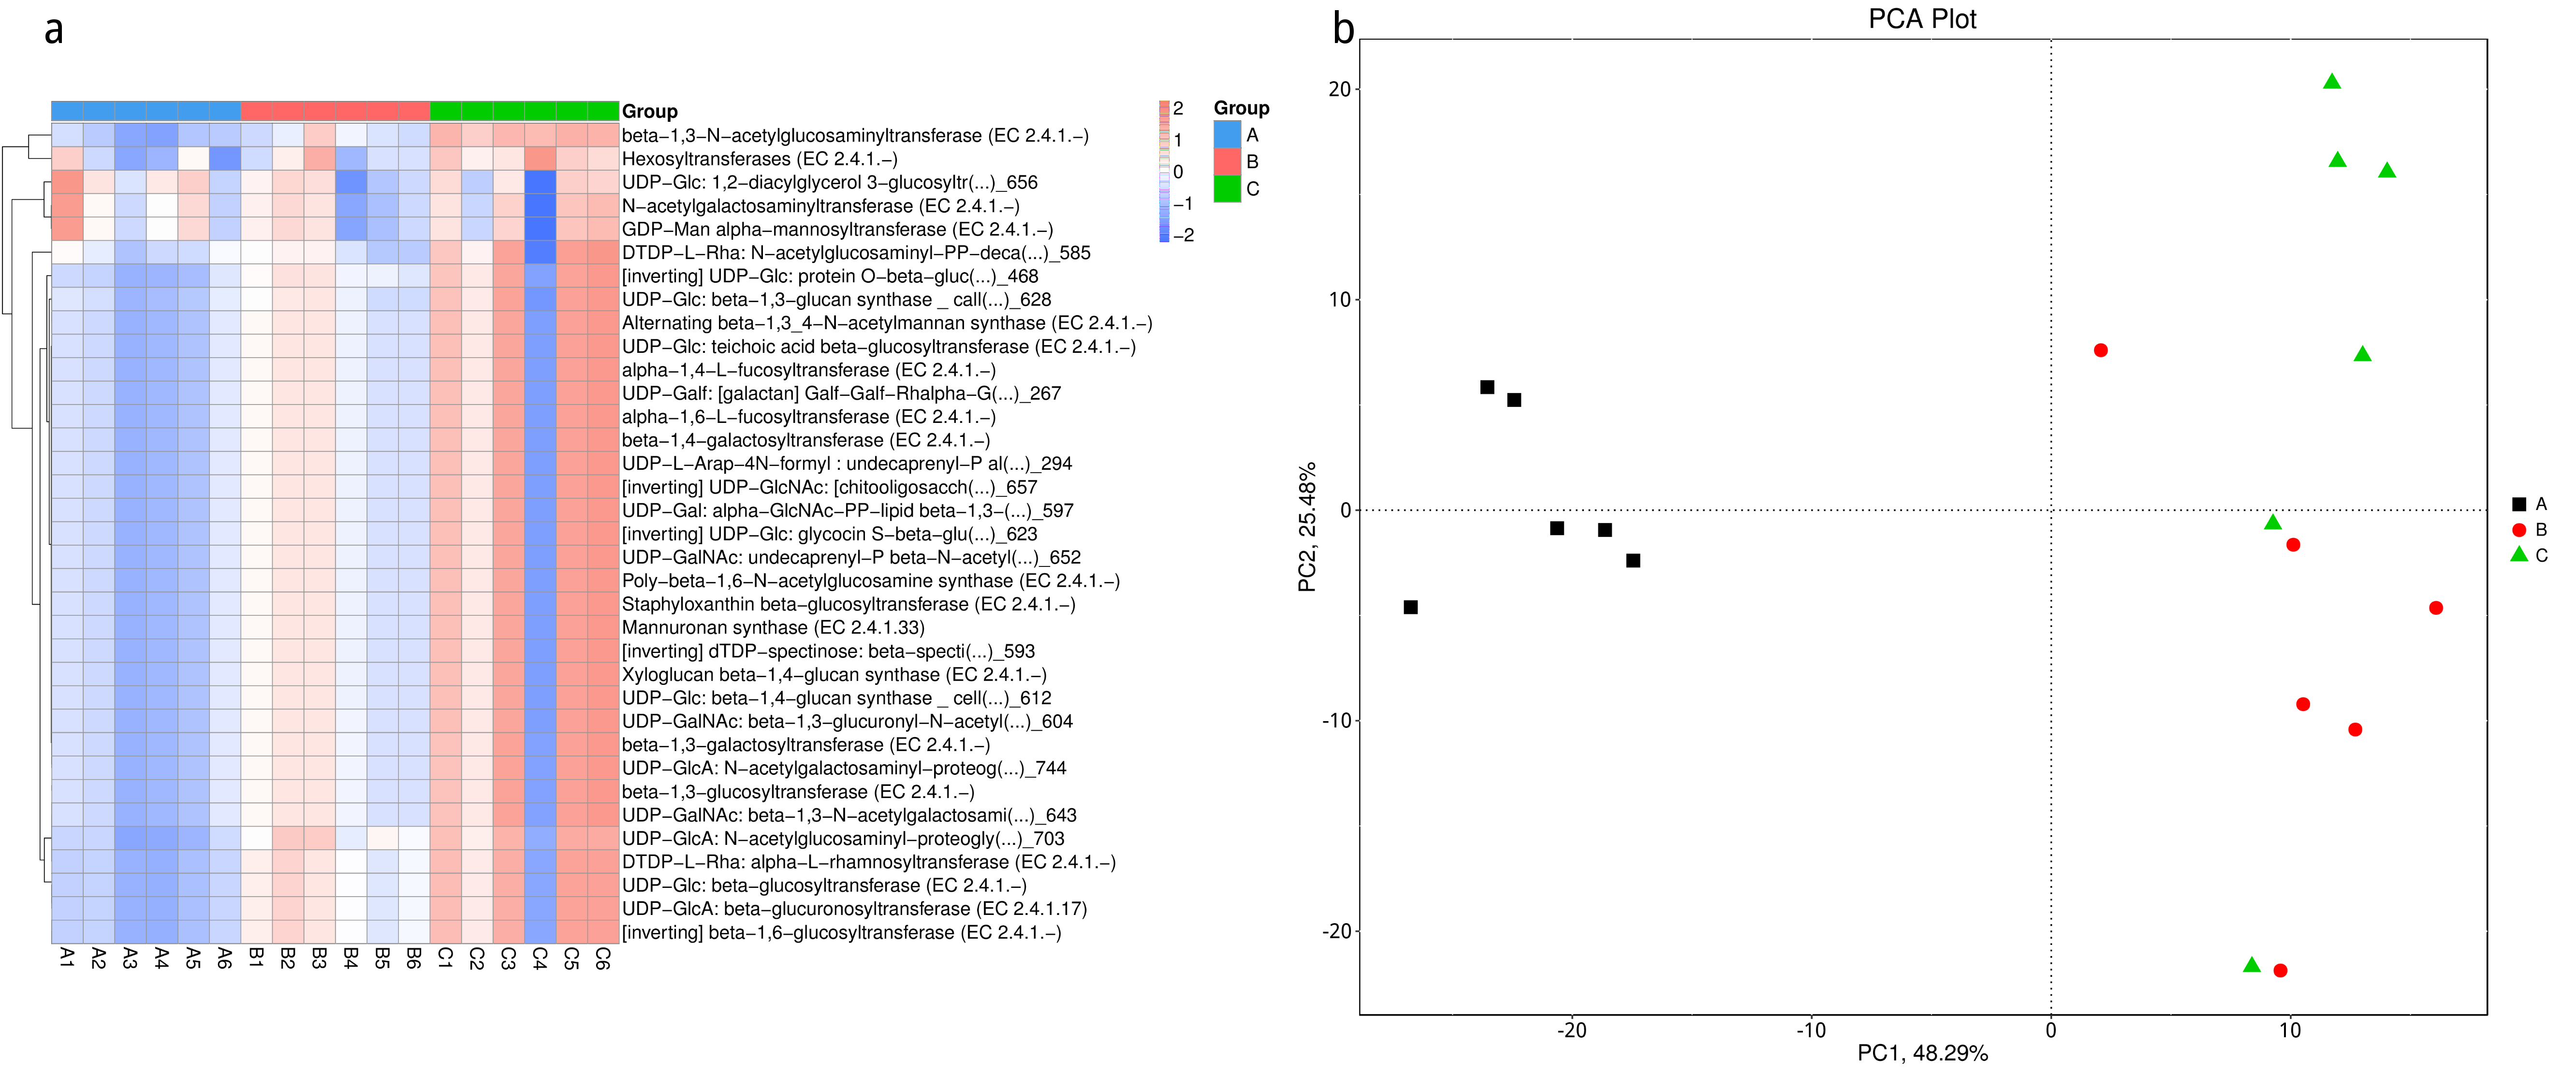 a
Group
beta−1,3−N−acetylglucosaminyltransferase (EC 2.4.1.−)
Hexosyltransferases (EC 2.4.1.−)
UDP−Glc: 1,2−diacylglycerol 3−glucosyltr(...)_656
N−acetylgalactosaminyltransferase (EC 2.4.1.−)
GDP−Man alpha−mannosyltransferase (EC 2.4.1.−)
DTDP−L−Rha: N−acetylglucosaminyl−PP−deca(...)_585
[inverting] UDP−Glc: protein O−beta−gluc(...)_468
UDP−Glc: beta−1,3−glucan synthase _ call(...)_628
Alternating beta−1,3_4−N−acetylmannan synthase (EC 2.4.1.−)
UDP−Glc: teichoic acid beta−glucosyltransferase (EC 2.4.1.−)
alpha−1,4−L−fucosyltransferase (EC 2.4.1.−)
UDP−Galf: [galactan] Galf−Galf−Rhalpha−G(...)_267
alpha−1,6−L−fucosyltransferase (EC 2.4.1.−)
beta−1,4−galactosyltransferase (EC 2.4.1.−)
UDP−L−Arap−4N−formyl : undecaprenyl−P al(...)_294
[inverting] UDP−GlcNAc: [chitooligosacch(...)_657
UDP−Gal: alpha−GlcNAc−PP−lipid beta−1,3−(...)_597
[inverting] UDP−Glc: glycocin S−beta−glu(...)_623
UDP−GalNAc: undecaprenyl−P beta−N−acetyl(...)_652
Poly−beta−1,6−N−acetylglucosamine synthase (EC 2.4.1.−)
Staphyloxanthin beta−glucosyltransferase (EC 2.4.1.−)
Mannuronan synthase (EC 2.4.1.33)
[inverting] dTDP−spectinose: beta−specti(...)_593
Xyloglucan beta−1,4−glucan synthase (EC 2.4.1.−)
UDP−Glc: beta−1,4−glucan synthase _ cell(...)_612
UDP−GalNAc: beta−1,3−glucuronyl−N−acetyl(...)_604
beta−1,3−galactosyltransferase (EC 2.4.1.−)
UDP−GlcA: N−acetylgalactosaminyl−proteog(...)_744
beta−1,3−glucosyltransferase (EC 2.4.1.−)
UDP−GalNAc: beta−1,3−N−acetylgalactosami(...)_643
UDP−GlcA: N−acetylglucosaminyl−proteogly(...)_703
DTDP−L−Rha: alpha−L−rhamnosyltransferase (EC 2.4.1.−)
UDP−Glc: beta−glucosyltransferase (EC 2.4.1.−)
UDP−GlcA: beta−glucuronosyltransferase (EC 2.4.1.17)
[inverting] beta−1,6−glucosyltransferase (EC 2.4.1.−)
A1 A2 A3 A4 A5 A6 B1 B2 B3 B4 B5 B6 C1 C2 C3 C4 C5 C6
2
1
0
−1
−2
Group
A
B
C
b
PCA Plot
PC2, 25.48%
20
10
0
-10
-20
-20 -10 0 10
PC1, 48.29%
A
B
C